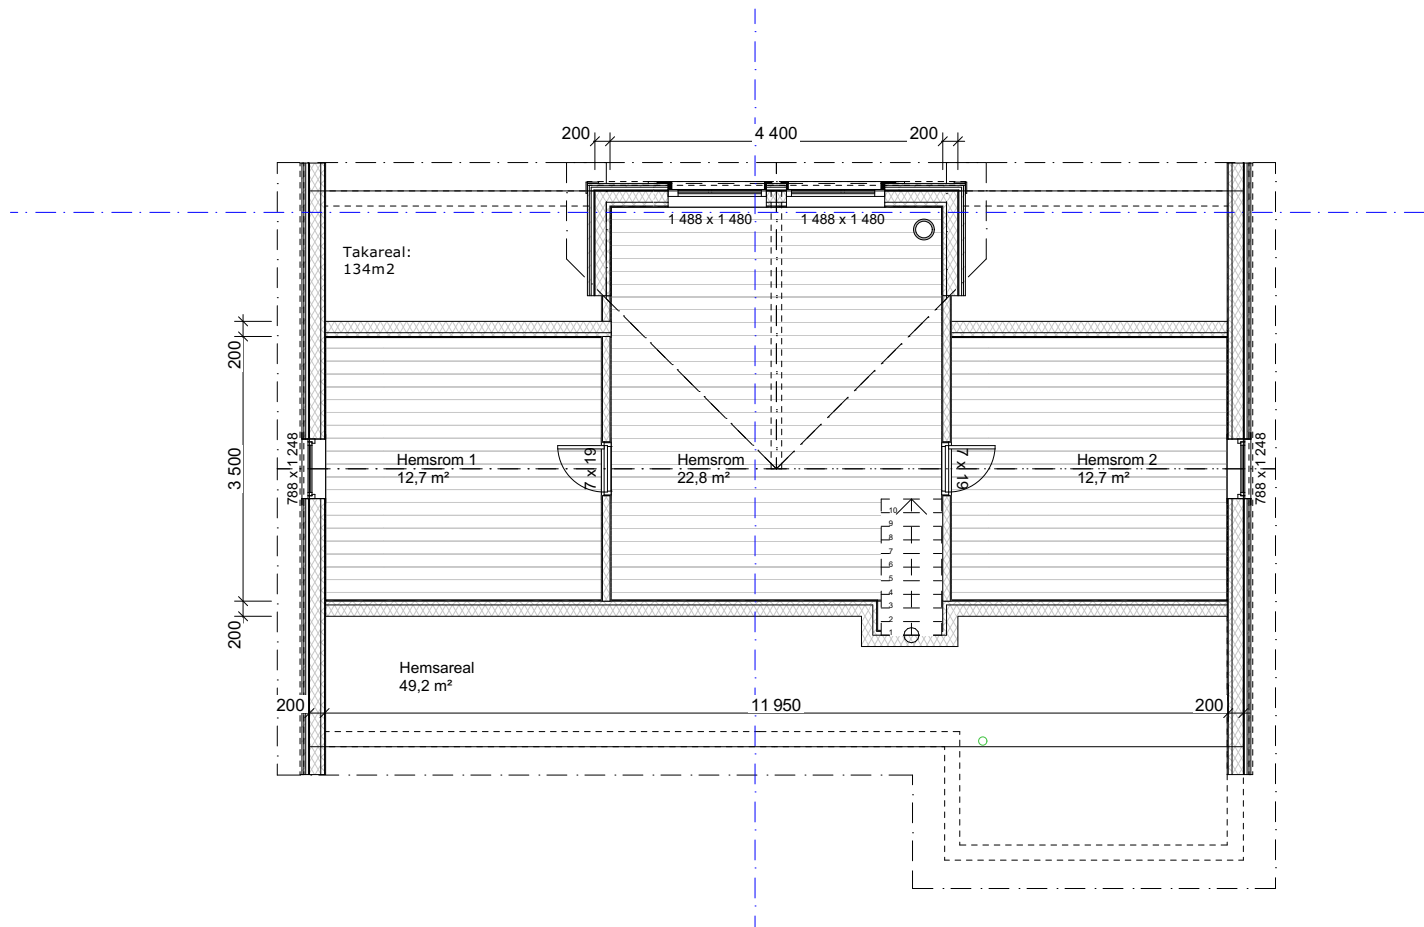 200 4 400 200
1 488 x 1 480 1 488 x 1 480
Takareal:
134m2
200
3 500
200
788 x 1 248
Hemsrom 1
12,7 m²
7 x 19
Hemsrom
22,8 m²
7 x 19
Hemsrom 2
12,7 m²
788 x 1 248
10
9
8
7
6
5
4
3
2
1
Hemsareal
49,2 m²
200 11 950 200